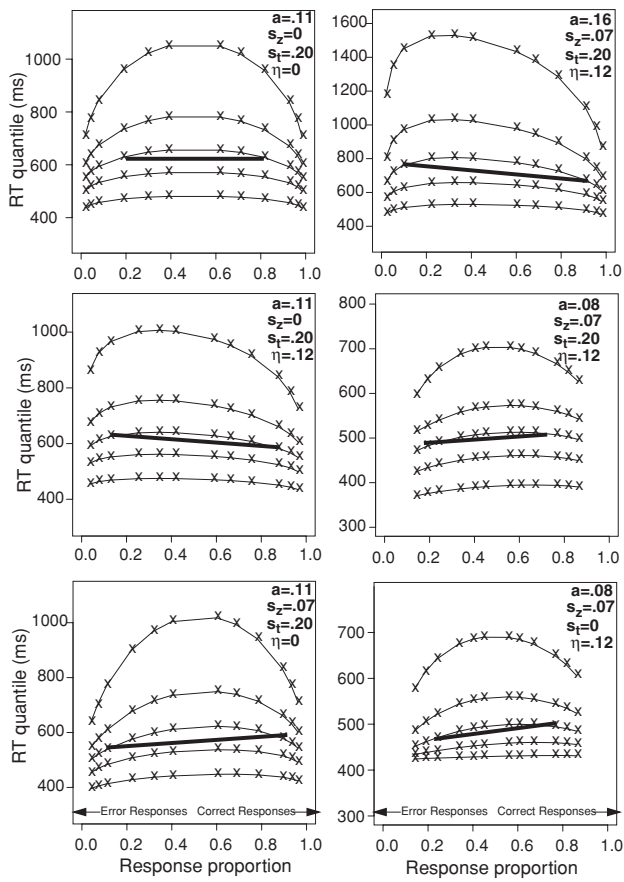 a=.11
s_z=0
s_t=.20
η=0
RT quantile (ms)
1000
800
600
400
0.0 0.2 0.4 0.6 0.8 1.0
a=.16
s_z=.07
s_t=.20
η=.12
1600
1400
1200
1000
800
600
400
0.0 0.2 0.4 0.6 0.8 1.0
a=.11
s_z=0
s_t=.20
η=.12
RT quantile (ms)
1000
800
600
400
0.0 0.2 0.4 0.6 0.8 1.0
a=.08
s_z=.07
s_t=.20
η=.12
800
700
600
500
400
300
0.0 0.2 0.4 0.6 0.8 1.0
a=.11
s_z=.07
s_t=.20
η=0
RT quantile (ms)
1000
800
600
400
Error Responses Correct Responses
0.0 0.2 0.4 0.6 0.8 1.0
Response proportion
a=.08
s_z=.07
s_t=0
η=.12
700
600
500
400
300
Error Responses Correct Responses
0.0 0.2 0.4 0.6 0.8 1.0
Response proportion